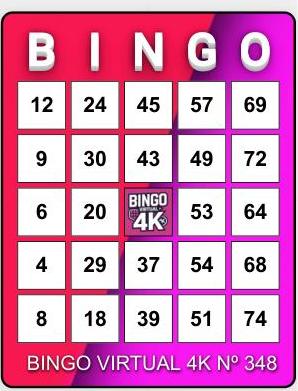 B I N G O
12 24 45 57 69
9 30 43 49 72
6 20 BINGO VIRTUAL 4K 53 64
4 29 37 54 68
8 18 39 51 74
BINGO VIRTUAL 4K Nº 348